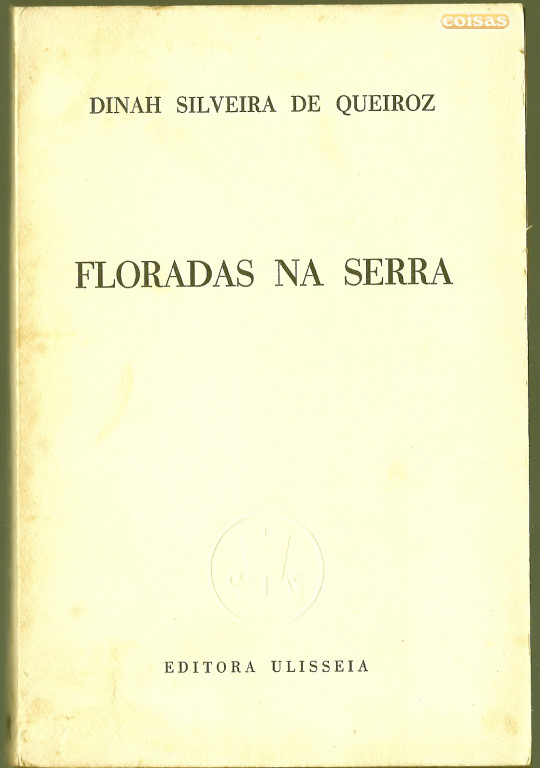 coisas
DINAH SILVEIRA DE QUEIROZ
FLORADAS NA SERRA
EDITORA ULISSEIA